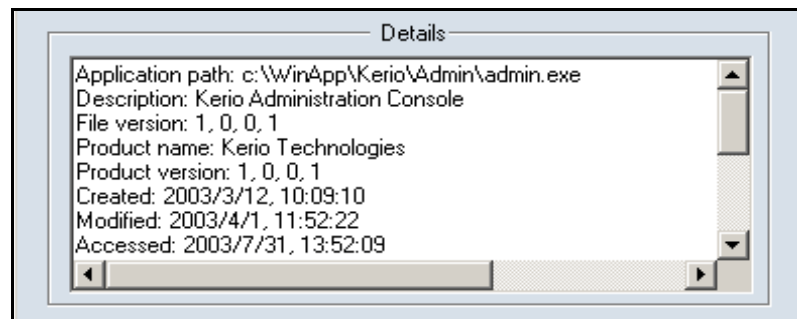 Details
Application path: c:\WinApp\Kerio\Admin\admin.exe
Description: Kerio Administration Console
File version: 1, 0, 0, 1
Product name: Kerio Technologies
Product version: 1, 0, 0, 1
Created: 2003/3/12, 10:09:10
Modified: 2003/4/1, 11:52:22
Accessed: 2003/7/31, 13:52:09